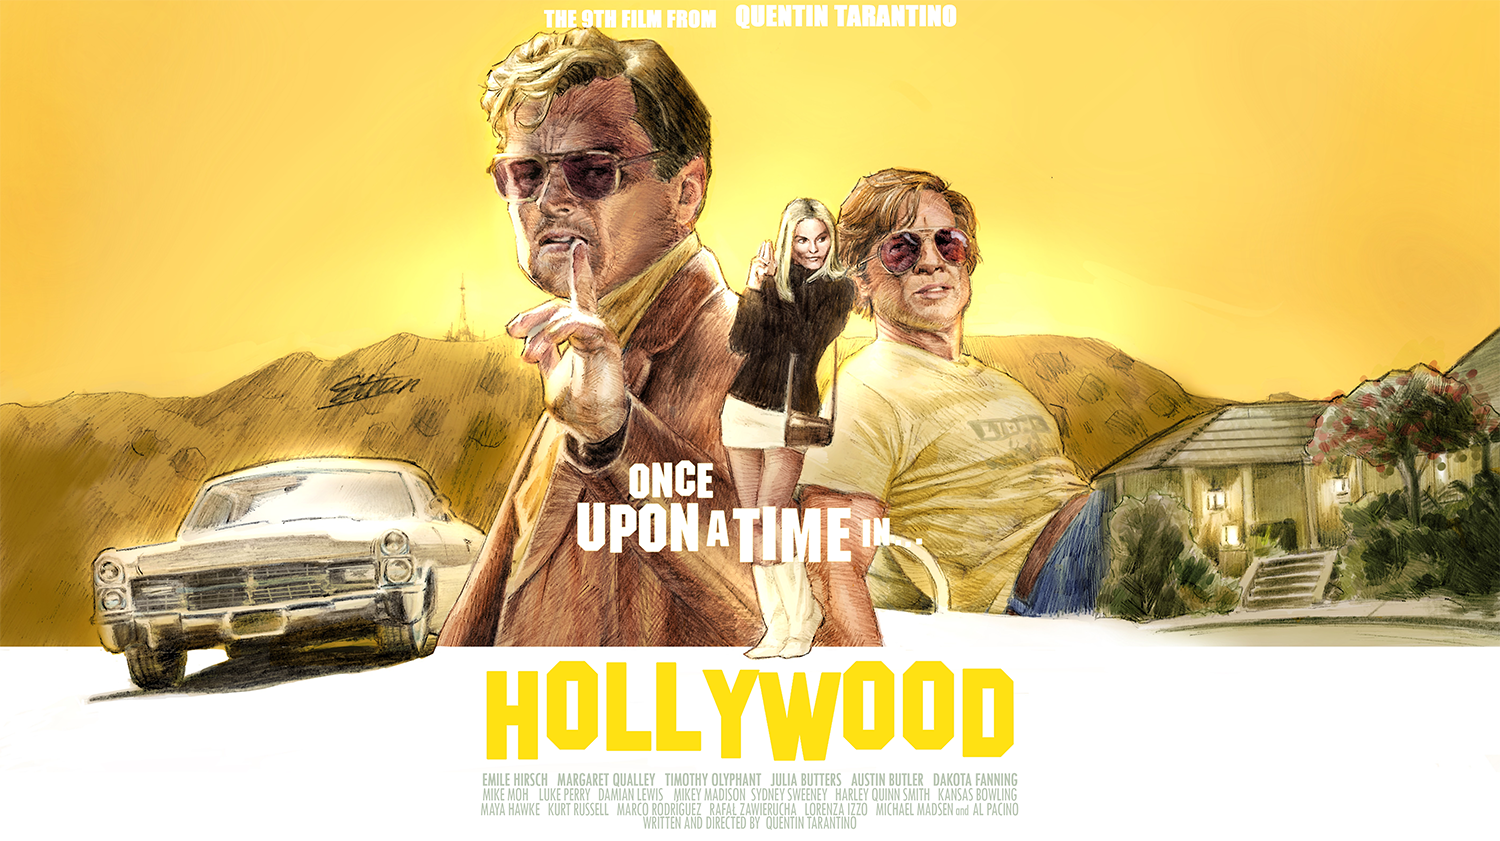 THE 9TH FILM FROM QUENTIN TARANTINO
ONCE
UPON A TIME IN...
HOLLYWOOD
EMILE HIRSCH MARGARET QUALLEY TIMOTHY OLYPHANT JULIA BUTTERS AUSTIN BUTLER DAKOTA FANNING
MIKE MOH LUKE PERRY DAMIAN LEWIS MIKEY MADISON SYDNEY SWEENEY HARLEY QUINN SMITH KANSAS BOWLING
MAYA HAWKE KURT RUSSELL MARCO RODRÍGUEZ RAFAŁ ZAWIERUCHA LORENZA IZZO MICHAEL MADSEN and AL PACINO
WRITTEN AND DIRECTED BY QUENTIN TARANTINO